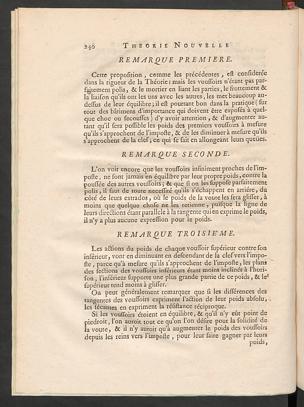 246 THEORIE NOUVELLE
REMARQUE PREMIERE.
Cette proposition, comme les précédentes, est considerée
dans la rigueur de la Théorie; mais les voussoirs n'étant pas par-
faitement polis, & le mortier en liant les parties, le frottement &
la liaison qu'ils ont les uns avec les autres, les met beaucoup au-
dessus de leur équilibre; il est pourtant bon dans la pratique (sur
tout des bâtimens d'importance qui doivent être exposés à quel-
que choc ou secousses) d'y avoir attention, & d'augmenter au-
tant qu'il sera possible les poids des premiers voussoirs à mesure
qu'ils s'approchent de l'imposte, & de les diminuer à mesure qu'ils
s'approchent de la clef, ce qui se fait en allongeant leurs queües.
REMARQUE SECONDE.
L'on voit encore que les voussoirs infiniment proches de l'im-
poste, ne sont jamais en équilibre par leur propre poids, contre la
poussée des autres voussoirs; & que si on les suppose parfaitement
polis, il faut de toute necessité qu'ils s'échappent en arriere, du
côté de leurs extrados, où le poids de la voute les fera glisser, à
moins que quelque chose ne les retienne, puisque la ligne de
leurs directions étant parallele à la tangente qui en exprime le poids,
il n'y a plus aucune expression pour le poids.
REMARQUE TROISIE'ME.
Les actions du poids de chaque voussoir superieur contre son
inférieur, vont en diminuant en descendant de la clef vers l'impo-
ste, parce qu'à mesure qu'ils s'approchent de l'imposte, les plans
des sections des voussoirs inférieurs étant moins inclinés à l'hori-
son, l'inférieur supporte une plus grande partie de ce poids, & le
supérieur tend moins à glisser.
On peut généralement remarquer que si les différences des
tangentes des voussoirs expriment l'action de leur poids absolu,
les sécantes en expriment la résistance réciproque.
Si les voussoirs étoient en équilibre, & qu'il n'y eût point de
piedroit, l'on auroit tout ce qu'on l'on désire pour la solidité de
la voute, & il n'y auroit qu'à augmenter le poids des voussoirs
depuis les reins vers l'imposte, pour leur faire gagner par leurs
poids,